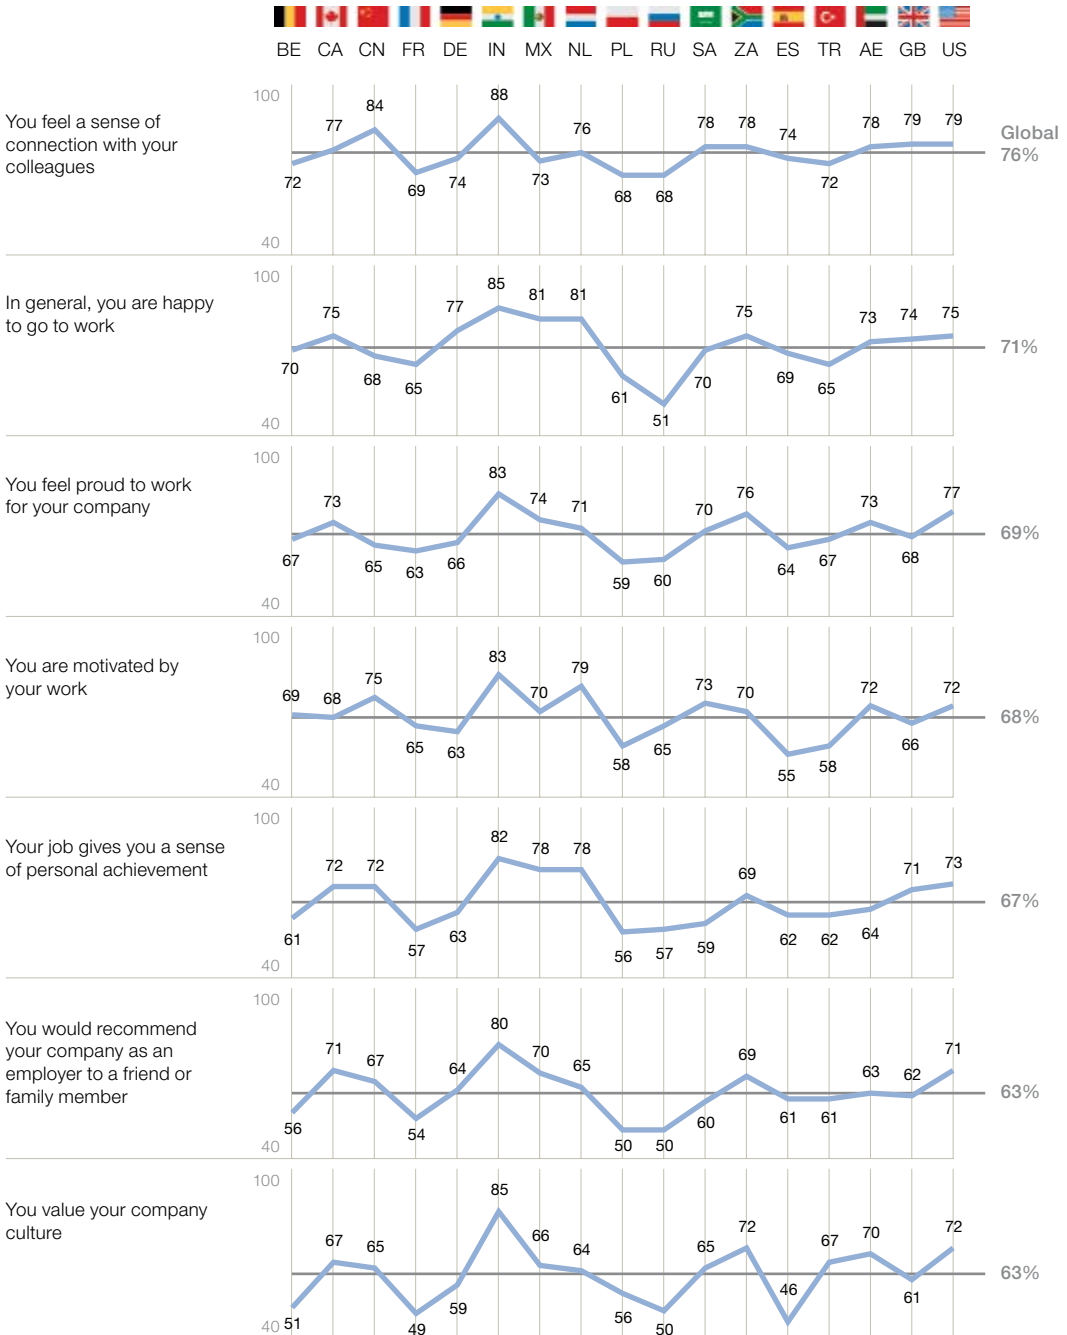 BE CA CN FR DE IN MX NL PL RU SA ZA ES TR AE GB US
You feel a sense of
connection with your
colleagues
100
40
72 77 84 69 74 88 73 76 68 68 78 78 74 72 78 79 79
Global
76%
In general, you are happy
to go to work
100
40
70 75 68 65 77 85 81 81 61 51 70 75 69 65 73 74 75
71%
You feel proud to work
for your company
100
40
67 73 65 63 66 83 74 71 59 60 70 76 64 67 73 68 77
69%
You are motivated by
your work
100
40
69 68 75 65 63 83 70 79 58 65 73 70 55 58 72 66 72
68%
Your job gives you a sense
of personal achievement
100
40
61 72 72 57 63 82 78 78 56 57 59 69 62 62 64 71 73
67%
You would recommend
your company as an
employer to a friend or
family member
100
40
56 71 67 54 64 80 70 65 50 50 60 69 61 61 63 62 71
63%
You value your company
culture
100
40
51 67 65 49 59 85 66 64 56 50 65 72 46 67 70 61 72
63%